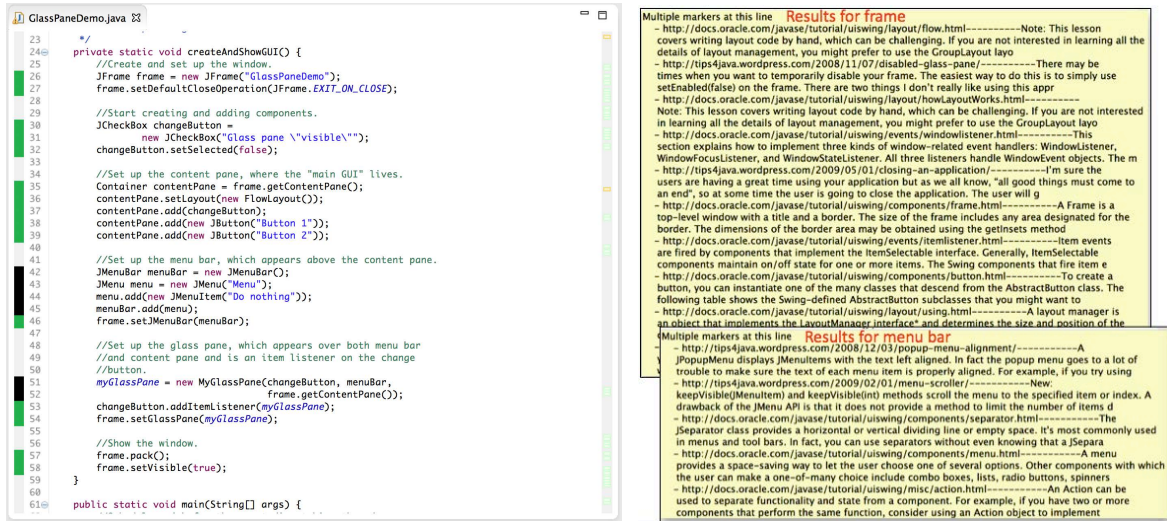 GlassPaneDemo.java
23 */
24 private static void createAndShowGUI() {
25 //Create and set up the window.
26 JFrame frame = new JFrame("GlassPaneDemo");
27 frame.setDefaultCloseOperation(JFrame.EXIT_ON_CLOSE);
28
29 //Start creating and adding components.
30 JCheckBox changeButton =
31 new JCheckBox("Glass pane \"visible\"");
32 changeButton.setSelected(false);
33
34 //Set up the content pane, where the "main GUI" lives.
35 Container contentPane = frame.getContentPane();
36 contentPane.setLayout(new FlowLayout());
37 contentPane.add(changeButton);
38 contentPane.add(new JButton("Button 1"));
39 contentPane.add(new JButton("Button 2"));
40
41 //Set up the menu bar, which appears above the content pane.
42 JMenuBar menuBar = new JMenuBar();
43 JMenu menu = new JMenu("Menu");
44 menu.add(new JMenuItem("Do nothing"));
45 menuBar.add(menu);
46 frame.setJMenuBar(menuBar);
47
48 //Set up the glass pane, which appears over both menu bar
49 //and content pane and is an item listener on the change
50 //button.
51 myGlassPane = new MyGlassPane(changeButton, menuBar,
52 frame.getContentPane());
53 changeButton.addItemListener(myGlassPane);
54 frame.setGlassPane(myGlassPane);
55
56 //Show the window.
57 frame.pack();
58 frame.setVisible(true);
59 }
60
61 public static void main(String[] args) {
Multiple markers at this line Results for frame
- http://docs.oracle.com/javase/tutorial/uiswing/layout/flow.html----------Note: This lesson
covers writing layout code by hand, which can be challenging. If you are not interested in learning all the
details of layout management, you might prefer to use the GroupLayout layo
- http://tips4java.wordpress.com/2008/11/07/disabled-glass-pane/----------There may be
times when you want to temporarily disable your frame. The easiest way to do this is to simply use
setEnabled(false) on the frame. There are two things I don't really like using this appr
- http://docs.oracle.com/javase/tutorial/uiswing/layout/howLayoutWorks.html----------
Note: This lesson covers writing layout code by hand, which can be challenging. If you are not interested
in learning all the details of layout management, you might prefer to use the GroupLayout layo
- http://docs.oracle.com/javase/tutorial/uiswing/events/windowlistener.html----------This
section explains how to implement three kinds of window-related event handlers: WindowListener,
WindowFocusListener, and WindowStateListener. All three listeners handle WindowEvent objects. The m
- http://tips4java.wordpress.com/2009/05/01/closing-an-application/----------I'm sure the
users are having a great time using your application but as we all know, "all good things must come to
an end", so at some time the user is going to close the application. The user will g
- http://docs.oracle.com/javase/tutorial/uiswing/components/frame.html----------A Frame is a
top-level window with a title and a border. The size of the frame includes any area designated for the
border. The dimensions of the border area may be obtained using the getInsets method
- http://docs.oracle.com/javase/tutorial/uiswing/events/itemlistener.html----------Item events
are fired by components that implement the ItemSelectable interface. Generally, ItemSelectable
components maintain on/off state for one or more items. The Swing components that fire item e
- http://docs.oracle.com/javase/tutorial/uiswing/components/button.html----------To create a
button, you can instantiate one of the many classes that descend from the AbstractButton class. The
following table shows the Swing-defined AbstractButton subclasses that you might want to
- http://docs.oracle.com/javase/tutorial/uiswing/layout/using.html----------A layout manager is
an object that implements the LayoutManager interface* and determines the size and position of the
Multiple markers at this line Results for menu bar
- http://tips4java.wordpress.com/2008/12/03/popup-menu-alignment/----------A
JPopupMenu displays JMenuItems with the text left aligned. In fact the popup menu goes to a lot of
trouble to make sure the text of each menu item is properly aligned. For example, if you try using
- http://tips4java.wordpress.com/2009/02/01/menu-scroller/----------New:
keepVisible(JMenuItem) and keepVisible(int) methods scroll the menu to the specified item or index. A
drawback of the JMenu API is that it does not provide a method to limit the number of items d
- http://docs.oracle.com/javase/tutorial/uiswing/components/separator.html----------The
JSeparator class provides a horizontal or vertical dividing line or empty space. It's most commonly used
in menus and tool bars. In fact, you can use separators without even knowing that a JSepara
- http://docs.oracle.com/javase/tutorial/uiswing/components/menu.html----------A menu
provides a space-saving way to let the user choose one of several options. Other components with which
the user can make a one-of-many choice include combo boxes, lists, radio buttons, spinners
- http://docs.oracle.com/javase/tutorial/uiswing/misc/action.html----------An Action can be
used to separate functionality and state from a component. For example, if you have two or more
components that perform the same function, consider using an Action object to implement